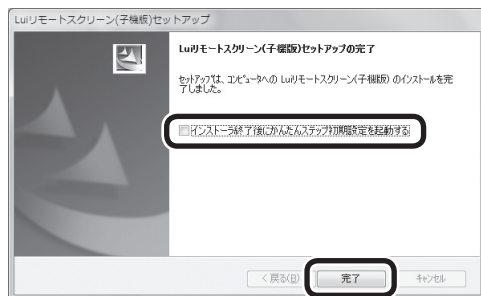 Luiリモートスクリーン(子機版)セットアップ
Luiリモートスクリーン(子機版)セットアップの完了
セットアップは、コンピュータへの Luiリモートスクリーン(子機版) のインストールを完
了しました。
インストーラ終了後にかんたんステップ初期設定を起動する
< 戻る(B)
完了
キャンセル